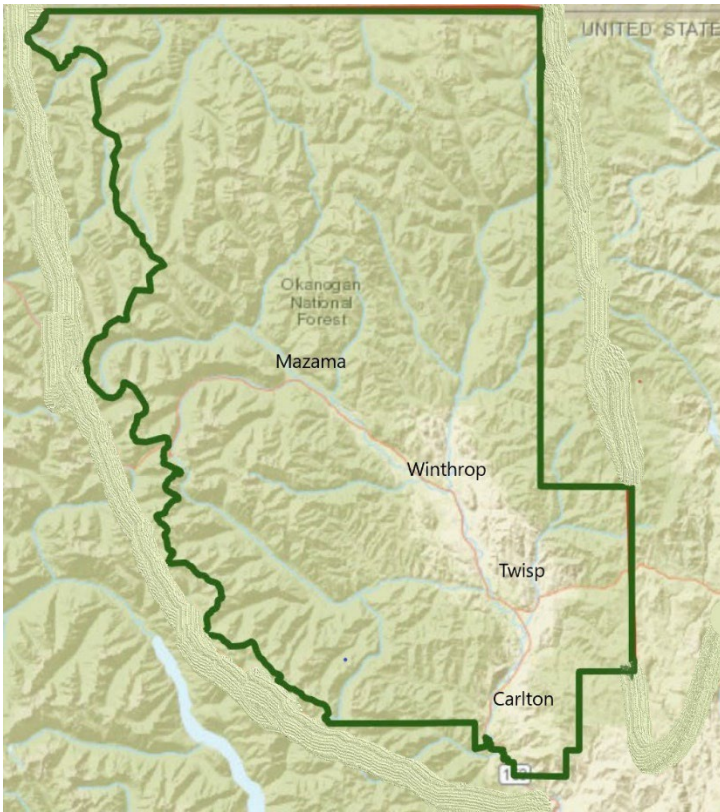 UNITED STATE
Okanogan
National
Forest
Mazama
Winthrop
Twisp
Carlton